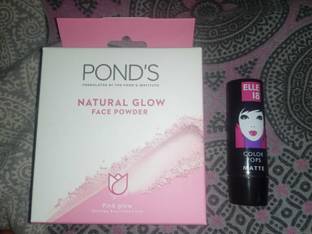 POND'S
FORMULATED BY THE POND'S INSTITUTE
NATURAL GLOW
FACE POWDER
Pink glow
ELLE
18
COLOR
POPS
MATTE